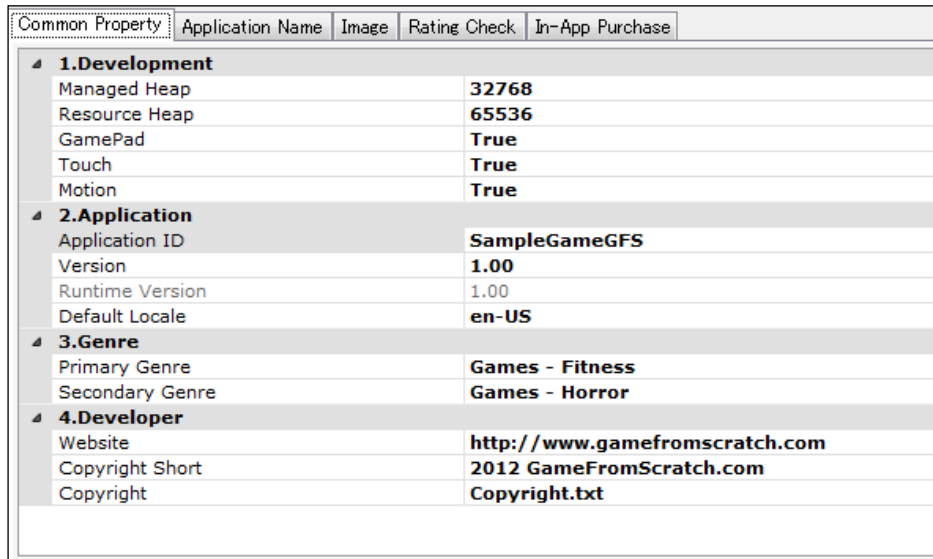 Common Property Application Name Image Rating Check In-App Purchase
1.Development
Managed Heap 32768
Resource Heap 65536
GamePad True
Touch True
Motion True
2.Application
Application ID SampleGameGFS
Version 1.00
Runtime Version 1.00
Default Locale en-US
3.Genre
Primary Genre Games - Fitness
Secondary Genre Games - Horror
4.Developer
Website http://www.gamefromscratch.com
Copyright Short 2012 GameFromScratch.com
Copyright Copyright.txt